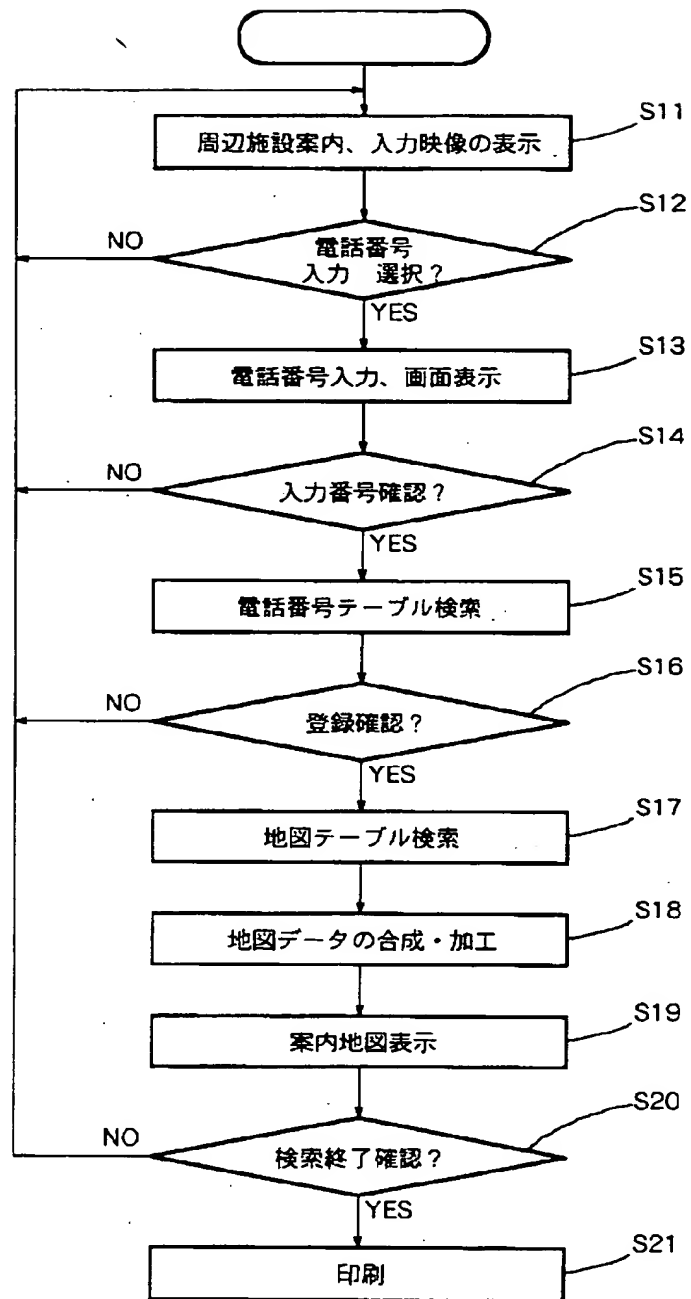 S11
周辺施設案内、入力映像の表示
S12
NO
電話番号
入力 選択？
YES
S13
電話番号入力、画面表示
S14
NO
入力番号確認？
YES
S15
電話番号テーブル検索
S16
NO
登録確認？
YES
S17
地図テーブル検索
S18
地図データの合成・加工
S19
案内地図表示
S20
NO
検索終了確認？
YES
S21
印刷